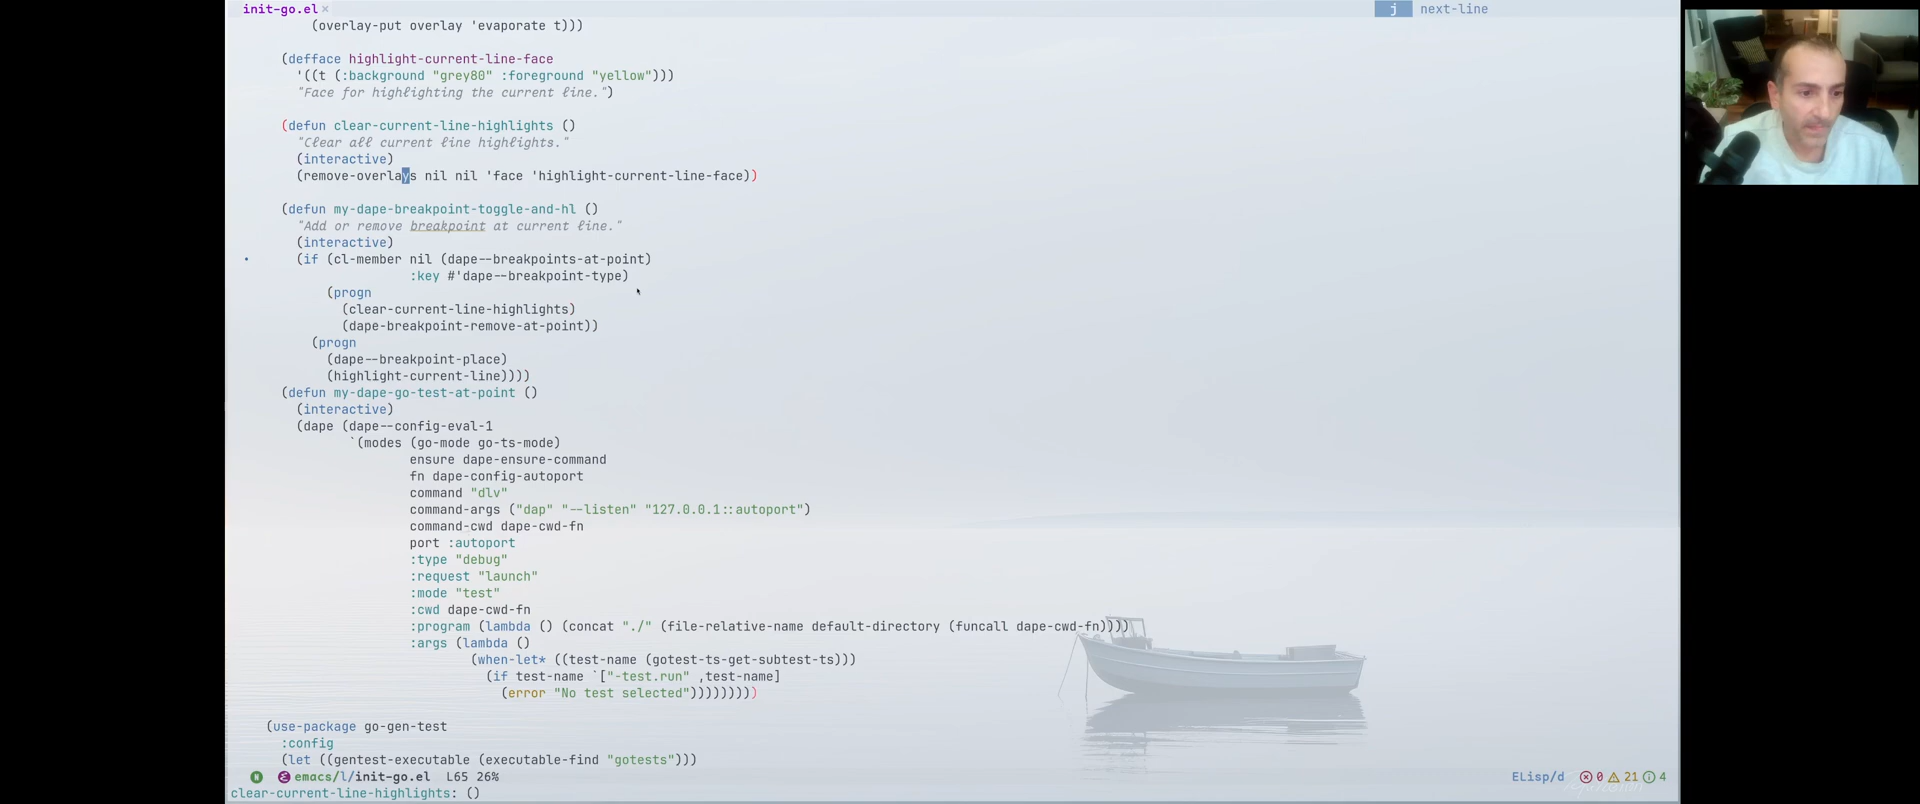 init-go.el ×
j next-line
(overlay-put overlay 'evaporate t)))
(defface highlight-current-line-face
'((t (:background "grey80" :foreground "yellow")))
"Face for highlighting the current line.")
(defun clear-current-line-highlights ()
"Clear all current line highlights."
(interactive)
(remove-overlays nil nil 'face 'highlight-current-line-face))
(defun my-dape-breakpoint-toggle-and-hl ()
"Add or remove breakpoint at current line."
(interactive)
(if (cl-member nil (dape--breakpoints-at-point)
:key #'dape--breakpoint-type)
(progn
(clear-current-line-highlights)
(dape-breakpoint-remove-at-point))
(progn
(dape--breakpoint-place)
(highlight-current-line))))
(defun my-dape-go-test-at-point ()
(interactive)
(dape (dape--config-eval-1
`(modes (go-mode go-ts-mode)
ensure dape-ensure-command
fn dape-config-autoport
command "dlv"
command-args ("dap" "--listen" "127.0.0.1::autoport")
command-cwd dape-cwd-fn
port :autoport
:type "debug"
:request "launch"
:mode "test"
:cwd dape-cwd-fn
:program (lambda () (concat "./" (file-relative-name default-directory (funcall dape-cwd-fn))))
:args (lambda ()
(when-let* ((test-name (gotest-ts-get-subtest-ts)))
(if test-name `["-test.run" ,test-name]
(error "No test selected"))))))))
(use-package go-gen-test
:config
(let ((gentest-executable (executable-find "gotests")))
N emacs/l/init-go.el L65 26%
ELisp/d 0 21 4
clear-current-line-highlights: ()